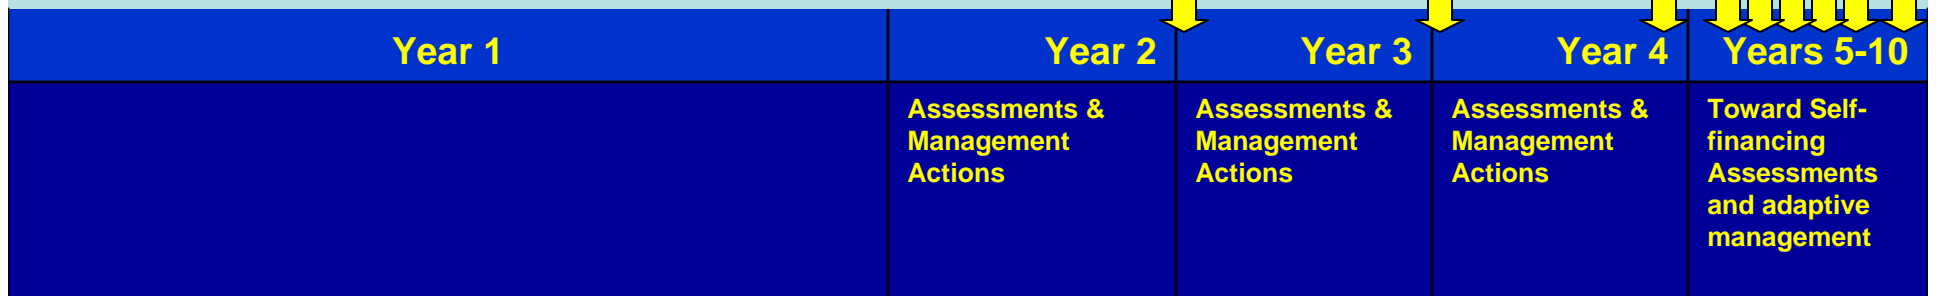 Year 1
Year 2
Year 3
Year 4
Years 5-10
Assessments &
Management
Actions
Assessments &
Management
Actions
Assessments &
Management
Actions
Toward Self-
financing
Assessments
and adaptive
management